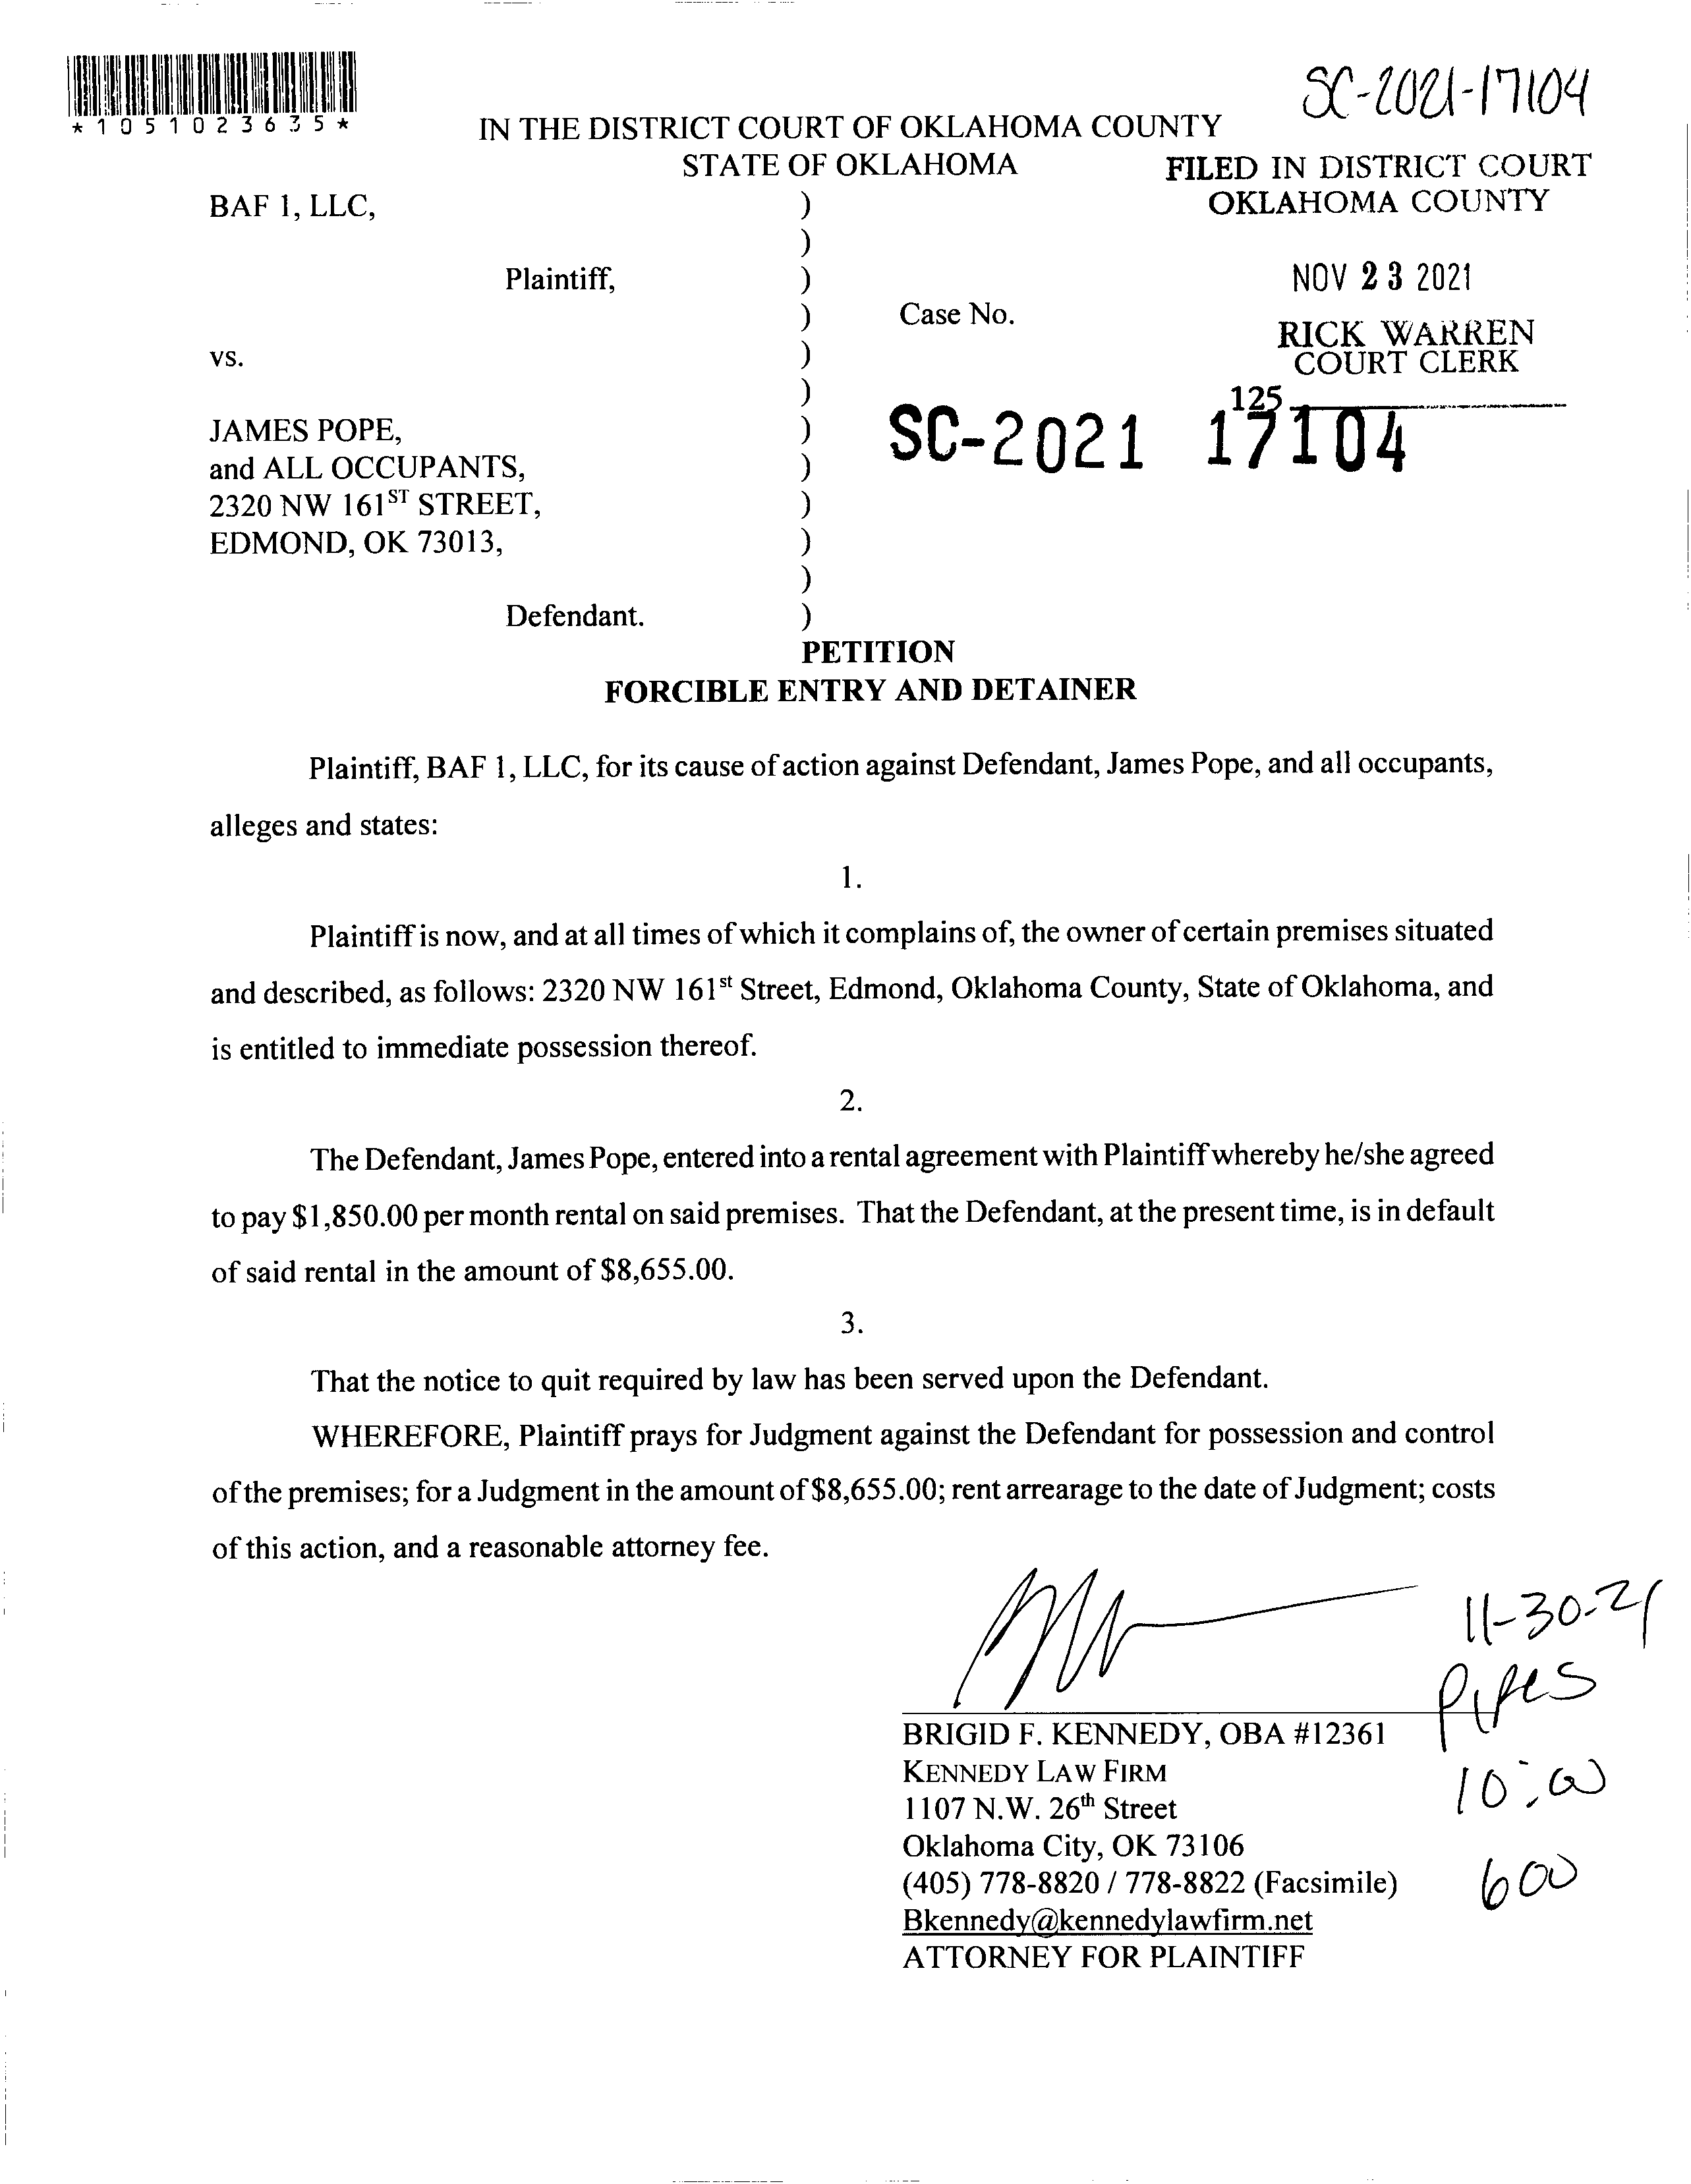 *1051023635*
SC-2021-17104
IN THE DISTRICT COURT OF OKLAHOMA COUNTY
STATE OF OKLAHOMA
FILED IN DISTRICT COURT
OKLAHOMA COUNTY
BAF 1, LLC,
)
)
Plaintiff,
)
NOV 23 2021
)
Case No.
RICK WARREN
COURT CLERK
vs.
)
)
125
SC-2021 17104
JAMES POPE,
)
and ALL OCCUPANTS,
)
2320 NW 161ST STREET,
)
EDMOND, OK 73013,
)
)
Defendant.
)
PETITION
FORCIBLE ENTRY AND DETAINER
Plaintiff, BAF 1, LLC, for its cause of action against Defendant, James Pope, and all occupants,
alleges and states:
1.
Plaintiff is now, and at all times of which it complains of, the owner of certain premises situated
and described, as follows: 2320 NW 161st Street, Edmond, Oklahoma County, State of Oklahoma, and
is entitled to immediate possession thereof.
2.
The Defendant, James Pope, entered into a rental agreement with Plaintiff whereby he/she agreed
to pay $1,850.00 per month rental on said premises. That the Defendant, at the present time, is in default
of said rental in the amount of $8,655.00.
3.
That the notice to quit required by law has been served upon the Defendant.
WHEREFORE, Plaintiff prays for Judgment against the Defendant for possession and control
of the premises; for a Judgment in the amount of $8,655.00; rent arrearage to the date of Judgment; costs
of this action, and a reasonable attorney fee.
11-30-21
Pipes
10:00
600
BRIGID F. KENNEDY, OBA #12361
KENNEDY LAW FIRM
1107 N.W. 26th Street
Oklahoma City, OK 73106
(405) 778-8820 / 778-8822 (Facsimile)
Bkennedy@kennedylawfirm.net
ATTORNEY FOR PLAINTIFF